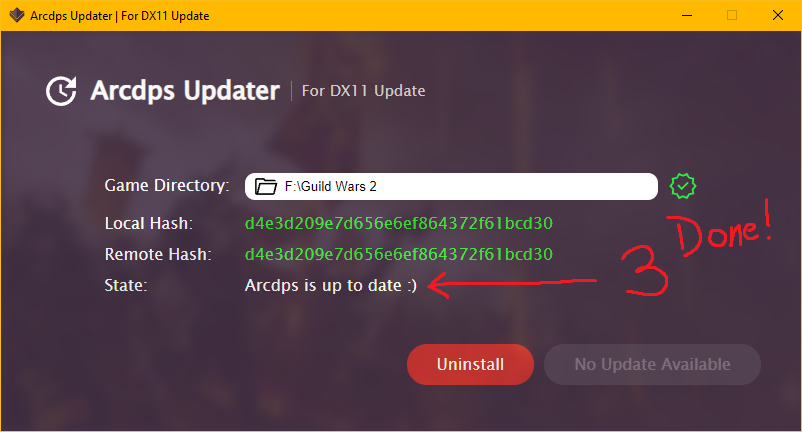 Arcdps Updater | For DX11 Update
Arcdps Updater | For DX11 Update
Game Directory: F:\Guild Wars 2
Local Hash: d4e3d209e7d656e6ef864372f61bcd30
Remote Hash: d4e3d209e7d656e6ef864372f61bcd30
State: Arcdps is up to date :)
3 Done!
Uninstall No Update Available